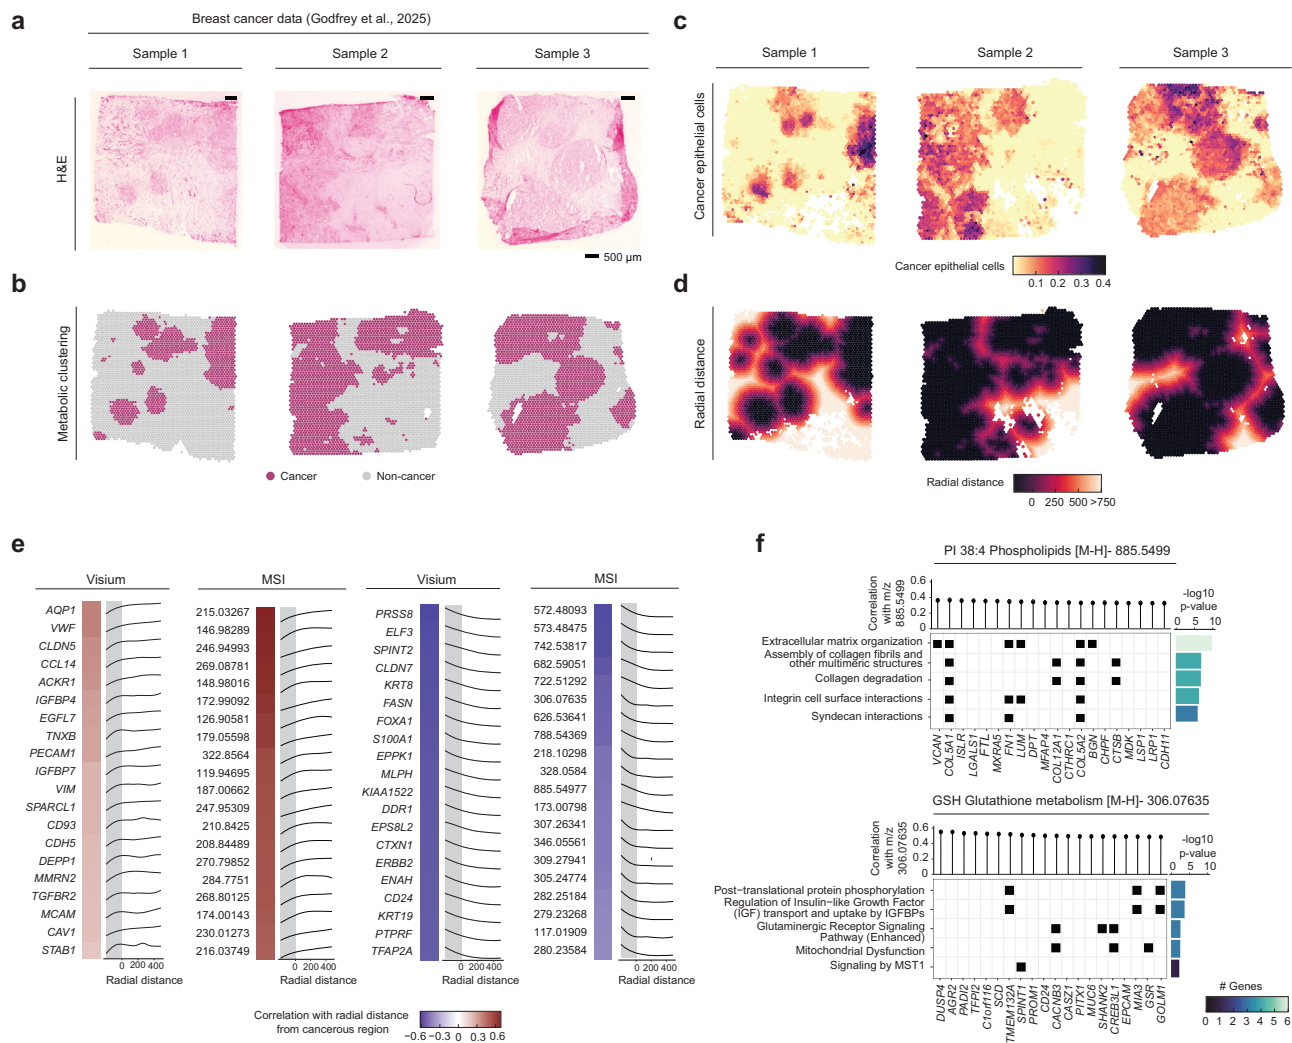 a
Breast cancer data (Godfrey et al., 2025)
Sample 1
Sample 2
Sample 3
H&E
500 µm
b
Metabolic clustering
Cancer
Non-cancer
c
Sample 1
Sample 2
Sample 3
Cancer epithelial cells
Cancer epithelial cells
0.1 0.2 0.3 0.4
d
Radial distance
Radial distance
0 250 500 >750
e
Visium
AQP1
VWF
CLDN5
CCL14
ACKR1
IGFBP4
EGFL7
TNXB
PECAM1
IGFBP7
VIM
SPARCL1
CD93
CDH5
DEPP1
MMRN2
TGFBR2
MCAM
CAV1
STAB1
0 200 400
Radial distance
MSI
215.03267
146.98289
246.94993
269.08781
148.98016
172.99092
126.90581
179.05598
322.8564
119.94695
187.00662
247.95309
210.8425
208.84489
270.79852
284.7751
268.80125
174.00143
230.01273
216.03749
0 200 400
Radial distance
Visium
PRSS8
ELF3
SPINT2
CLDN7
KRT8
FASN
FOXA1
S100A1
EPPK1
MLPH
KIAA1522
DDR1
EPS8L2
CTXN1
ERBB2
ENAH
CD24
KRT19
PTPRF
TFAP2A
0 200 400
Radial distance
MSI
572.48093
573.48475
742.53817
682.59051
722.51292
306.07635
626.53641
788.54369
218.10298
328.0584
885.54977
173.00798
307.26341
346.05561
309.27941
305.24774
282.25184
279.23268
117.01909
280.23584
0 200 400
Radial distance
Correlation with radial distance
from cancerous region
−0.6 −0.3 0 0.3 0.6
f
PI 38:4 Phospholipids [M-H]- 885.5499
Correlation
with m/z
885.5499
0.6
0.4
0.2
0
-log10
p-value
0 5 10
Extracellular matrix organization
Assembly of collagen fibrils and
other multimeric structures
Collagen degradation
Integrin cell surface interactions
Syndecan interactions
VCAN
COL5A1
ISLR
LGALS1
FTL
MXRA5
FN1
LUM
DPT
MFAP4
COL12A1
CTHRC1
COL5A2
BGN
CHPF
CTSB
MDK
LSP1
LRP1
CDH11
GSH Glutathione metabolism [M-H]- 306.07635
Correlation
with m/z
306.07635
0.6
0.4
0.2
0
-log10
p-value
0 5 10
Post−translational protein phosphorylation
Regulation of Insulin−like Growth Factor
(IGF) transport and uptake by IGFBPs
Glutaminergic Receptor Signaling
Pathway (Enhanced)
Mitochondrial Dysfunction
Signaling by MST1
DUSP4
AGR2
PADI2
TFPI2
C1orf116
SCD
TMEM132A
SPINT1
PROM1
CD24
CACNB3
CASZ1
PITX1
MUC6
SHANK2
CREB3L1
EPCAM
MIA3
GSR
GOLM1
# Genes
0 1 2 3 4 5 6